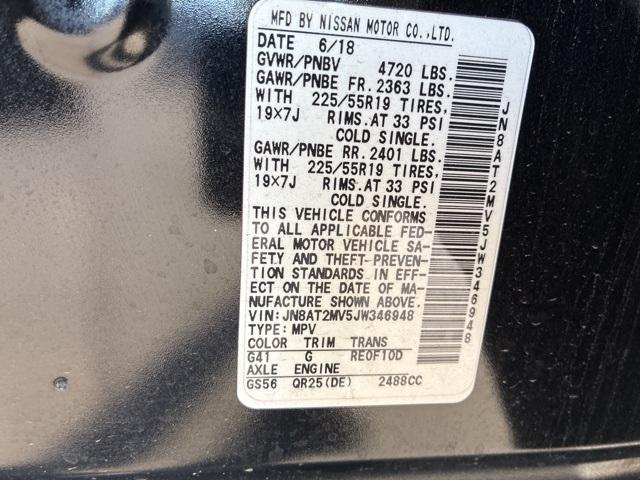 MFD BY NISSAN MOTOR CO.,LTD.
DATE 6/18
GVWR/PNBV 4720 LBS.
GAWR/PNBE FR. 2363 LBS.
WITH 225/55R19 TIRES,
19×7J RIMS.AT 33 PSI
COLD SINGLE.
GAWR/PNBE RR. 2401 LBS.
WITH 225/55R19 TIRES,
19×7J RIMS.AT 33 PSI
COLD SINGLE.
THIS VEHICLE CONFORMS
TO ALL APPLICABLE FED-
ERAL MOTOR VEHICLE SA-
FETY AND THEFT-PREVEN-
TION STANDARDS IN EFF-
ECT ON THE DATE OF MA-
NUFACTURE SHOWN ABOVE.
VIN: JN8AT2MV5JW346948
TYPE: MPV
COLOR TRIM TRANS
G41 G RE0F10D
AXLE ENGINE
GS56 QR25(DE) 2488CC
JN8AT2MV5JW346948